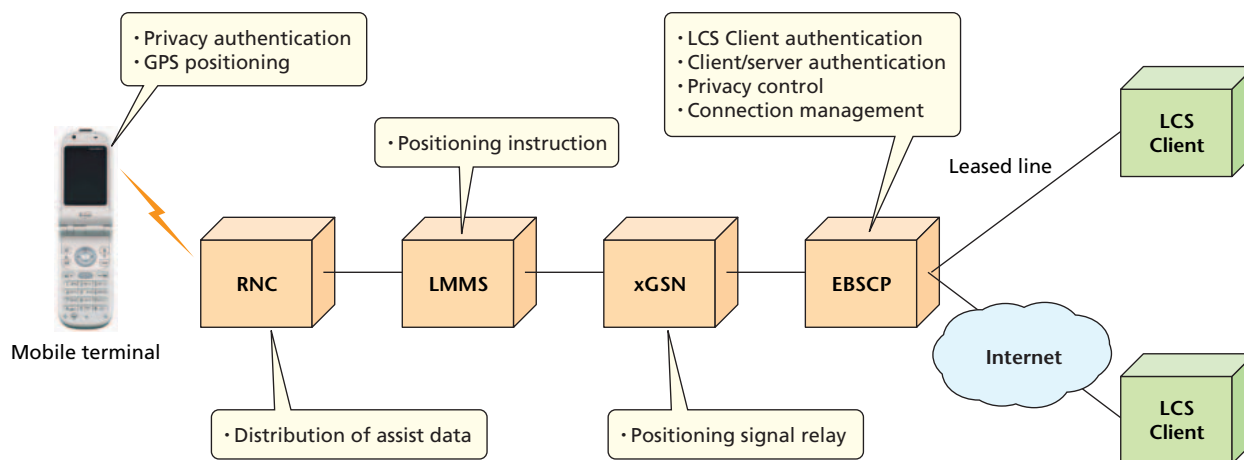 ・Privacy authentication
・GPS positioning
・LCS Client authentication
・Client/server authentication
・Privacy control
・Connection management
・Positioning instruction
Leased line
LCS
Client
RNC
LMMS
xGSN
EBSCP
Mobile terminal
Internet
・Distribution of assist data
・Positioning signal relay
LCS
Client